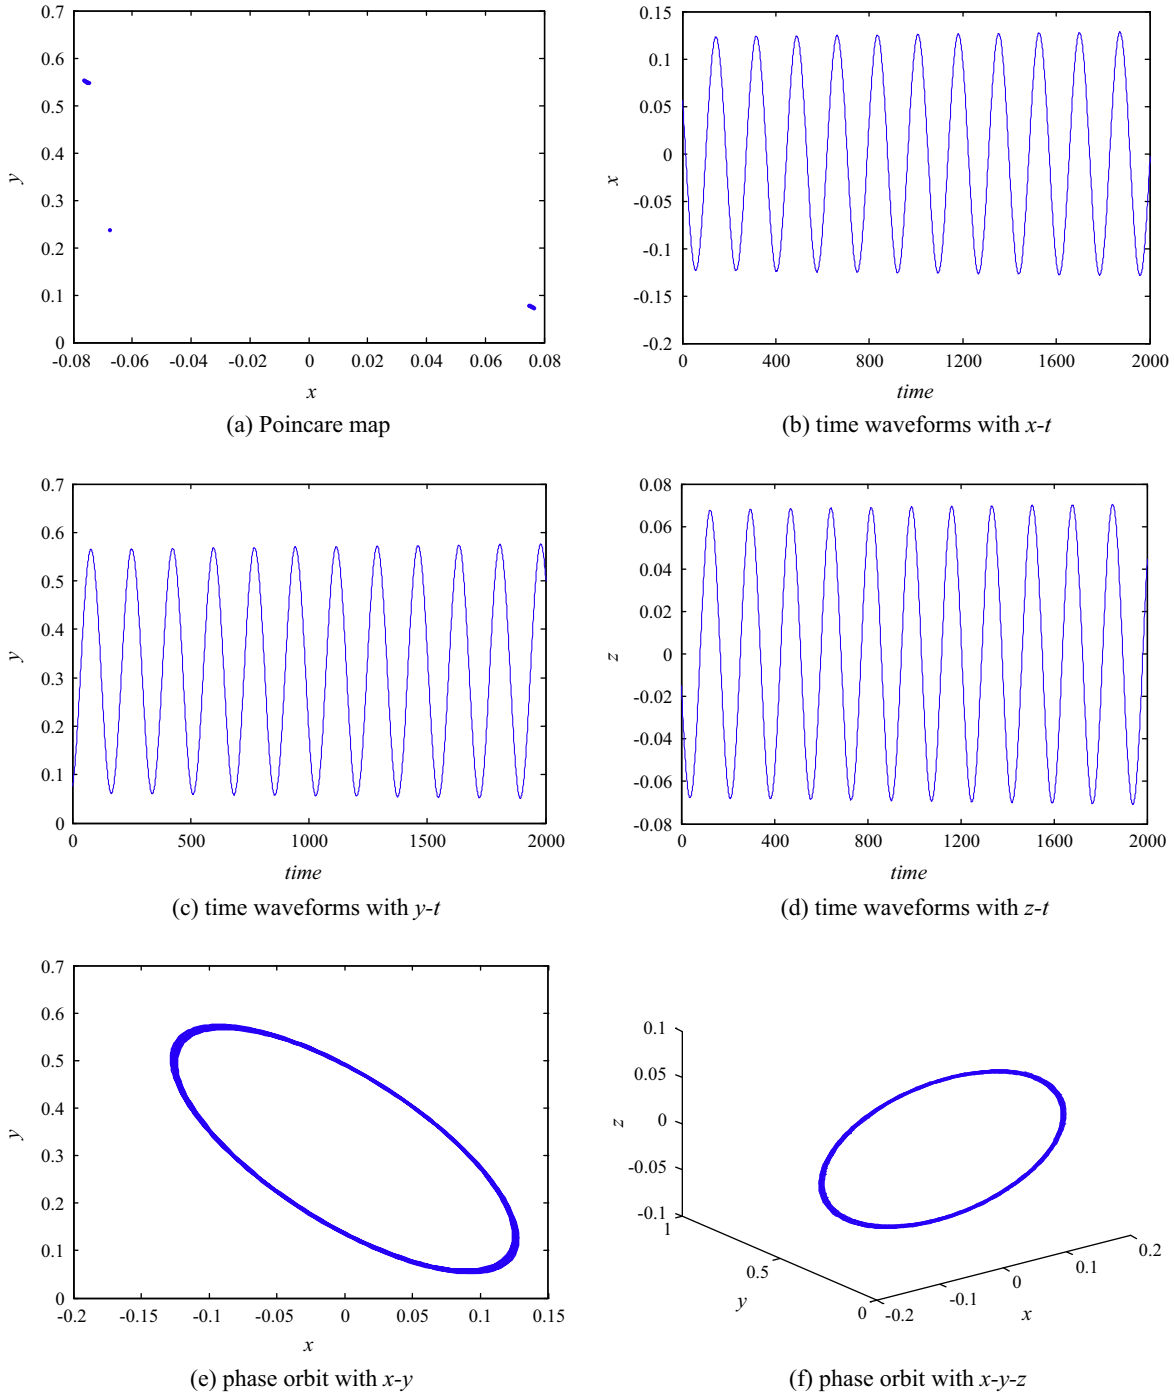 0.7
0.6
0.5
0.4
0.3
0.2
0.1
0
y
-0.08 -0.06 -0.04 -0.02 0 0.02 0.04 0.06 0.08
x
(a) Poincare map
0.15
0.1
0.05
0
-0.05
-0.1
-0.15
-0.2
x
0 400 800 1200 1600 2000
time
(b) time waveforms with x-t
0.7
0.6
0.5
0.4
0.3
0.2
0.1
0
y
0 500 1000 1500 2000
time
(c) time waveforms with y-t
0.08
0.06
0.04
0.02
0
-0.02
-0.04
-0.06
-0.08
z
0 400 800 1200 1600 2000
time
(d) time waveforms with z-t
0.7
0.6
0.5
0.4
0.3
0.2
0.1
0
y
-0.2 -0.15 -0.1 -0.05 0 0.05 0.1 0.15
x
(e) phase orbit with x-y
0.1
0.05
0
-0.05
-0.1
z
1
0.5
0
y
-0.2
-0.1
0
0.1
0.2
x
(f) phase orbit with x-y-z